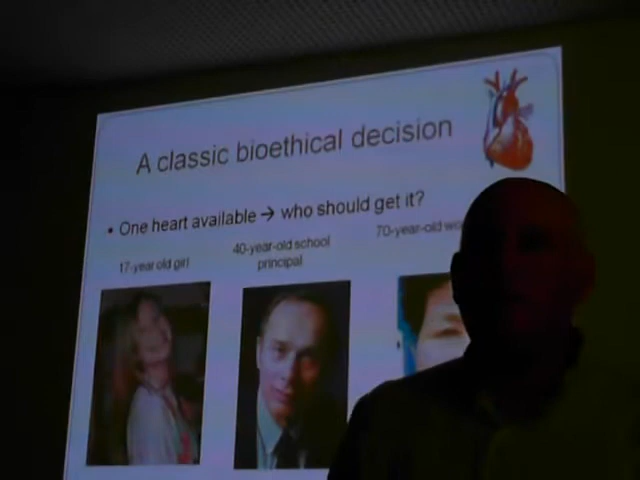 A classic bioethical decision
• One heart available → who should get it?
17-year old girl
40-year-old school
principal
70-year-old